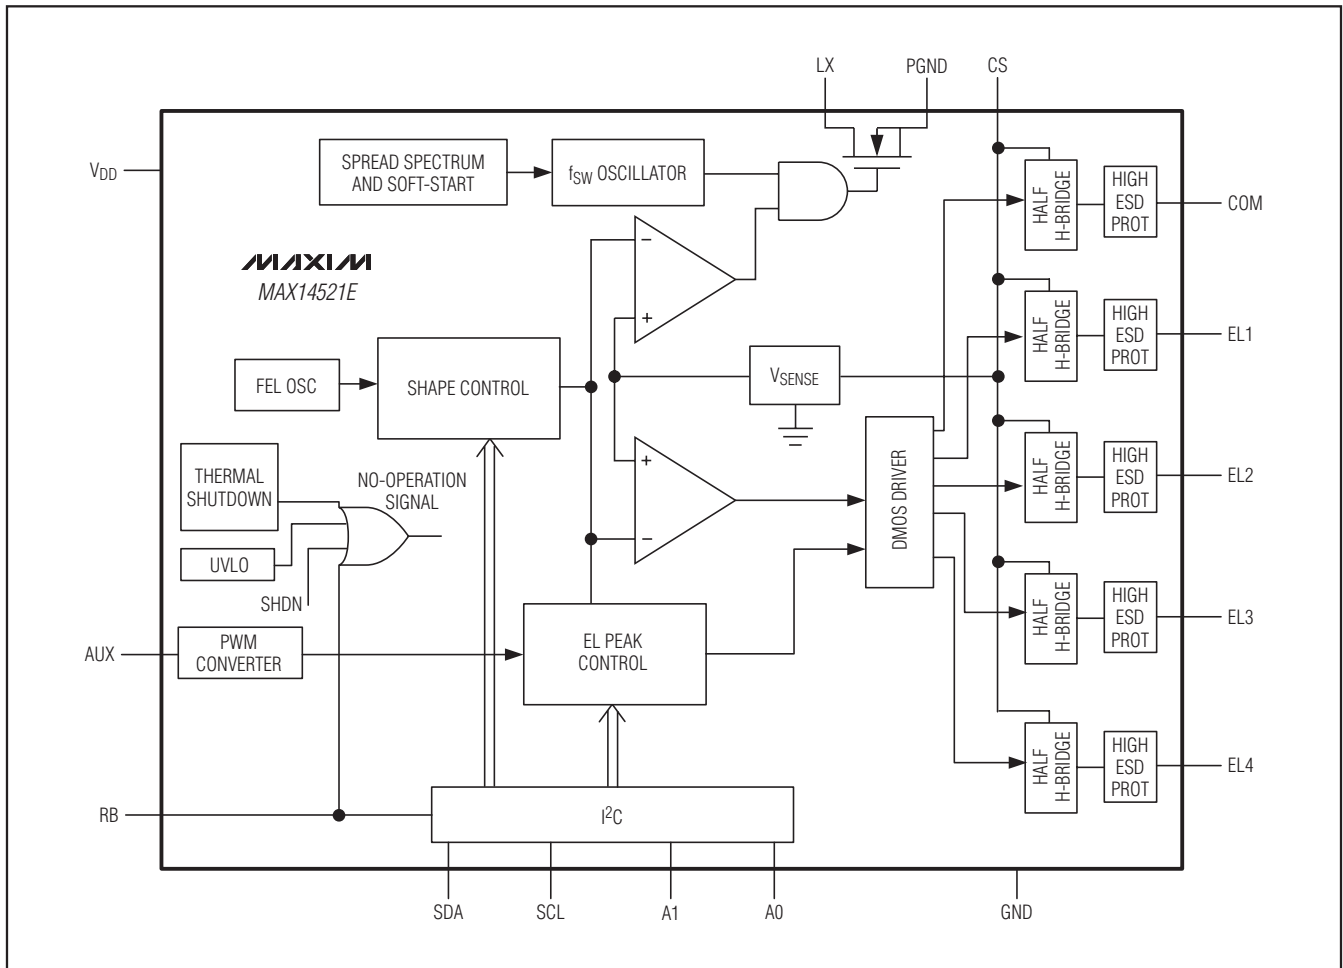 LX PGND CS
V_DD
SPREAD SPECTRUM
AND SOFT-START
f_SW OSCILLATOR
HALF
H-BRIDGE
HIGH
ESD
PROT
COM
−
MAXIM
MAX14521E
+
HALF
H-BRIDGE
HIGH
ESD
PROT
EL1
FEL OSC
SHAPE CONTROL
V_SENSE
THERMAL
SHUTDOWN
NO-OPERATION
SIGNAL
+
−
DMOS DRIVER
HALF
H-BRIDGE
HIGH
ESD
PROT
EL2
UVLO
SHDN
HALF
H-BRIDGE
HIGH
ESD
PROT
EL3
AUX
PWM
CONVERTER
EL PEAK
CONTROL
HALF
H-BRIDGE
HIGH
ESD
PROT
EL4
RB
I²C
SDA SCL A1 A0 GND